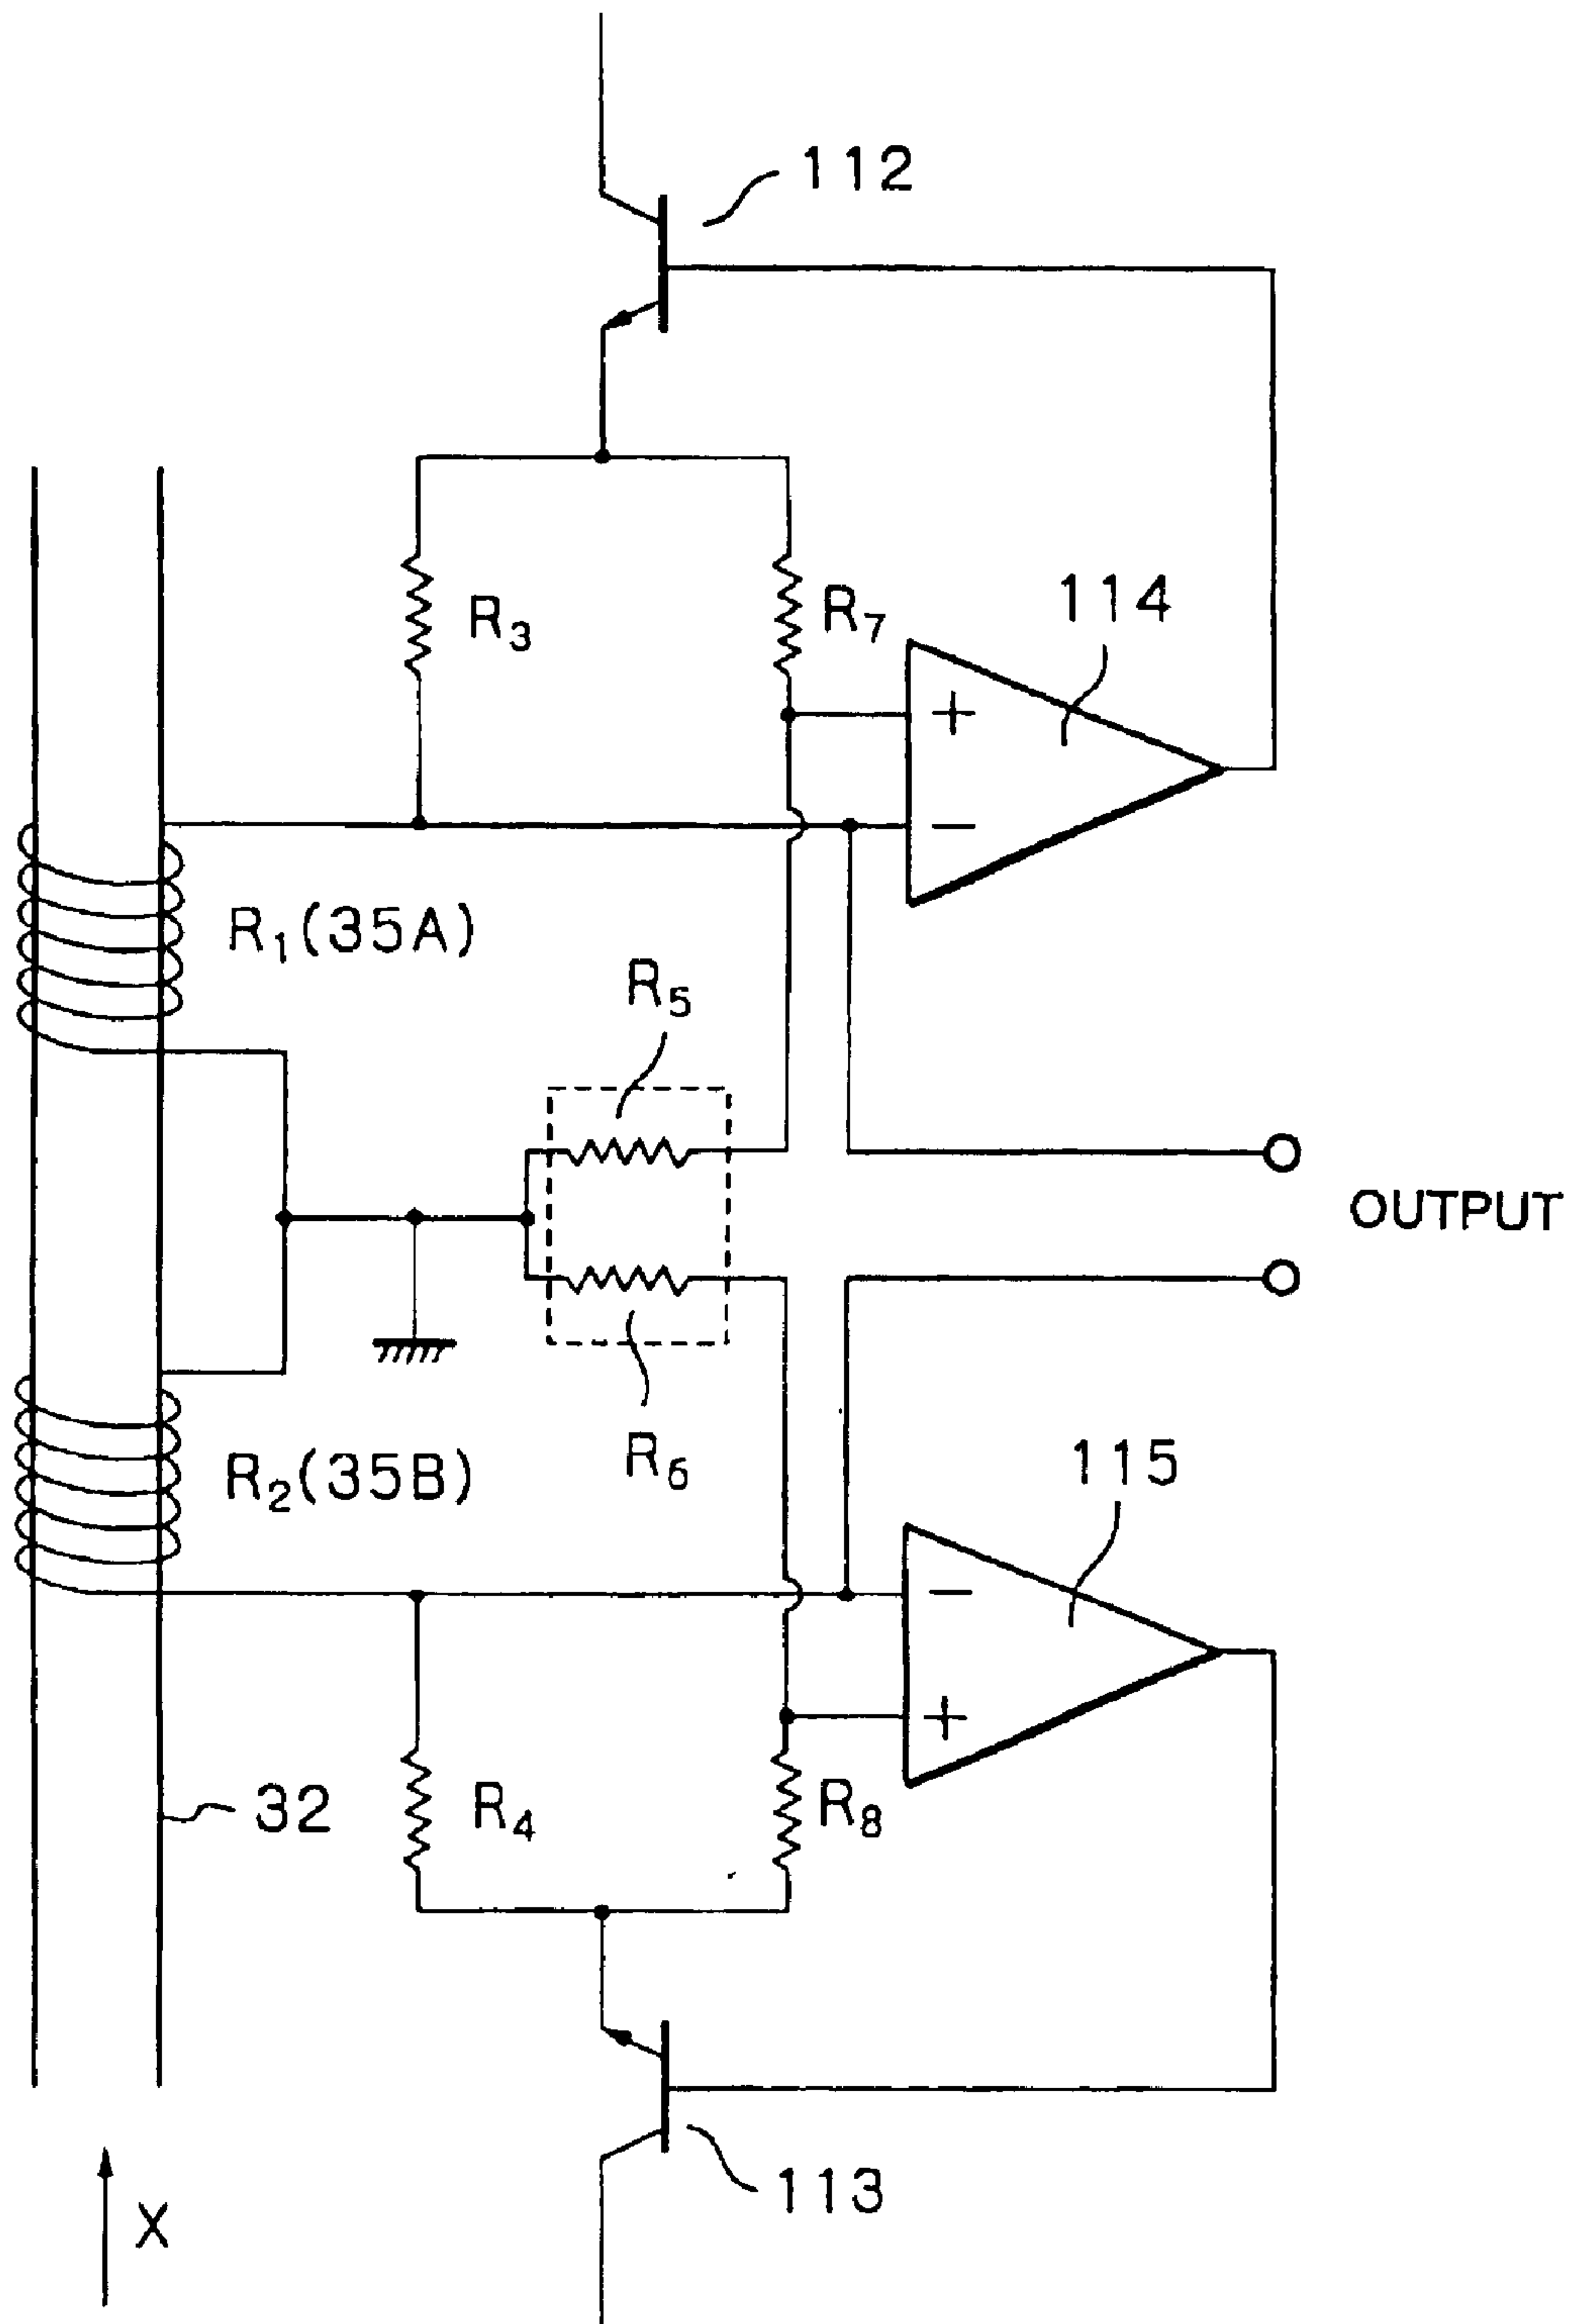 112
R3
R7
114
+
−
R1(35A)
R5
OUTPUT
R6
R2(35B)
115
−
+
R4
R8
32
113
X